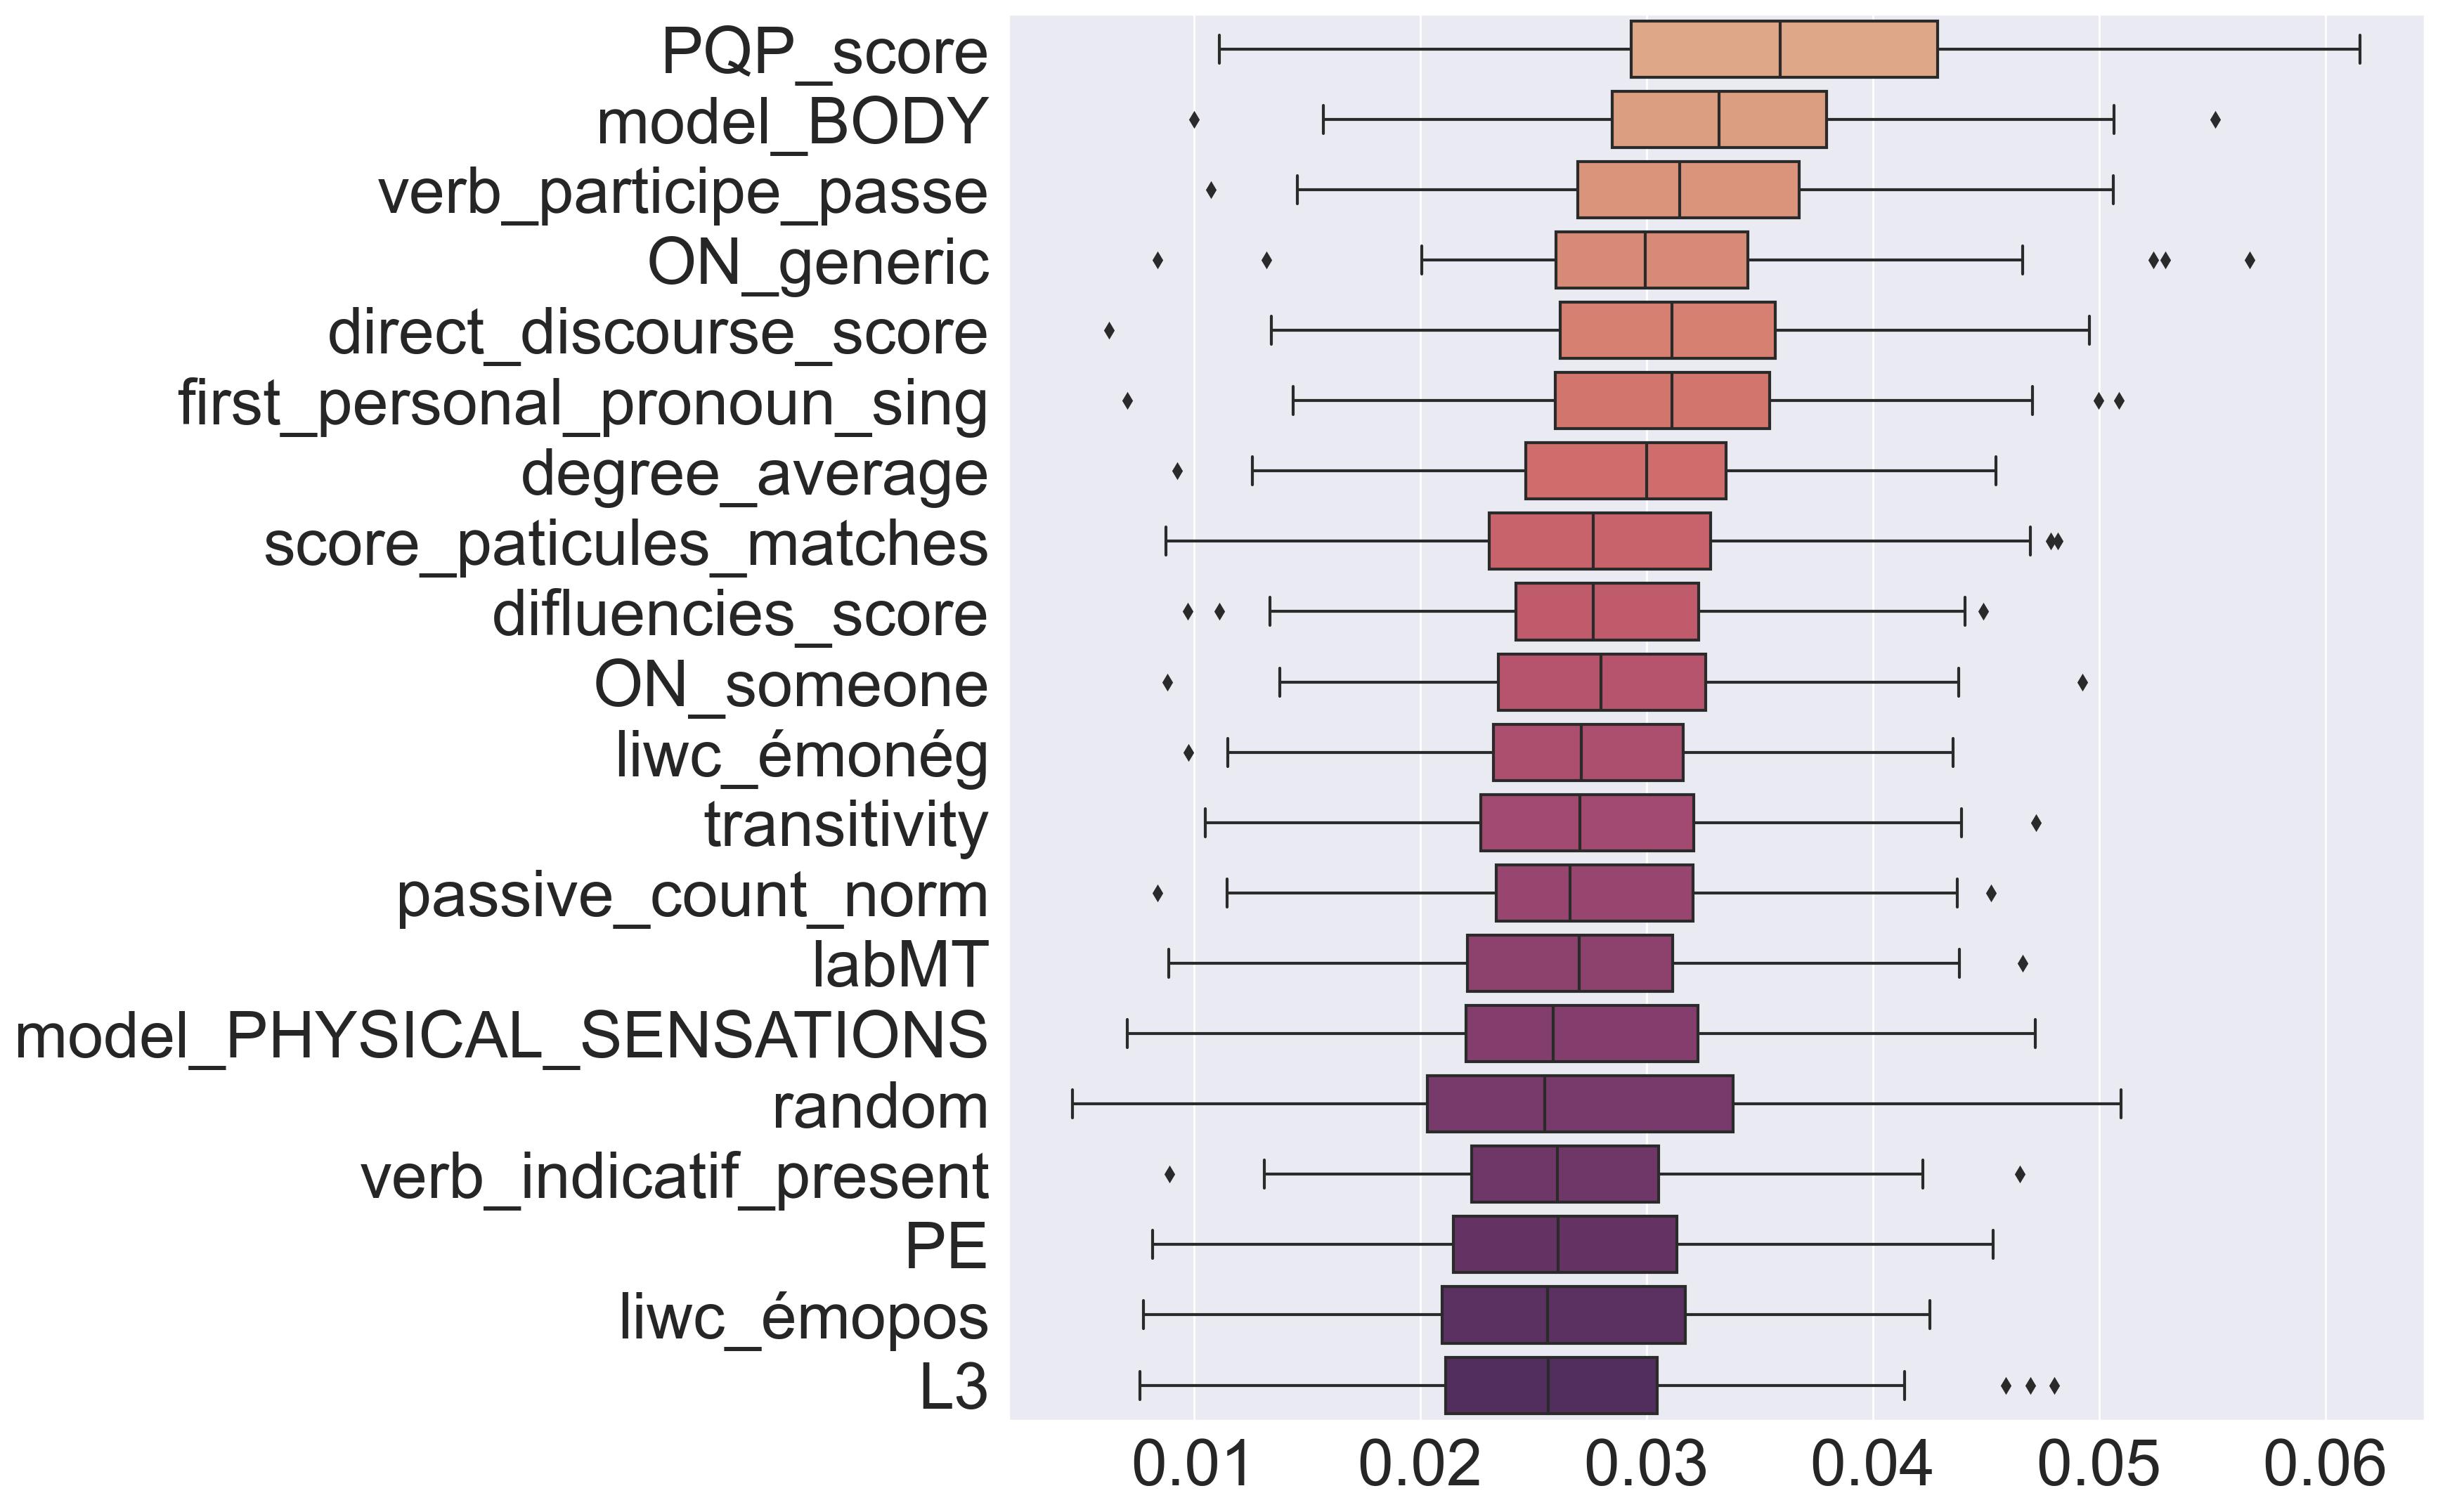 PQP_score
model_BODY
verb_participe_passe
ON_generic
direct_discourse_score
first_personal_pronoun_sing
degree_average
score_paticules_matches
difluencies_score
ON_someone
liwc_émonég
transitivity
passive_count_norm
labMT
model_PHYSICAL_SENSATIONS
random
verb_indicatif_present
PE
liwc_émopos
L3
0.01 0.02 0.03 0.04 0.05 0.06